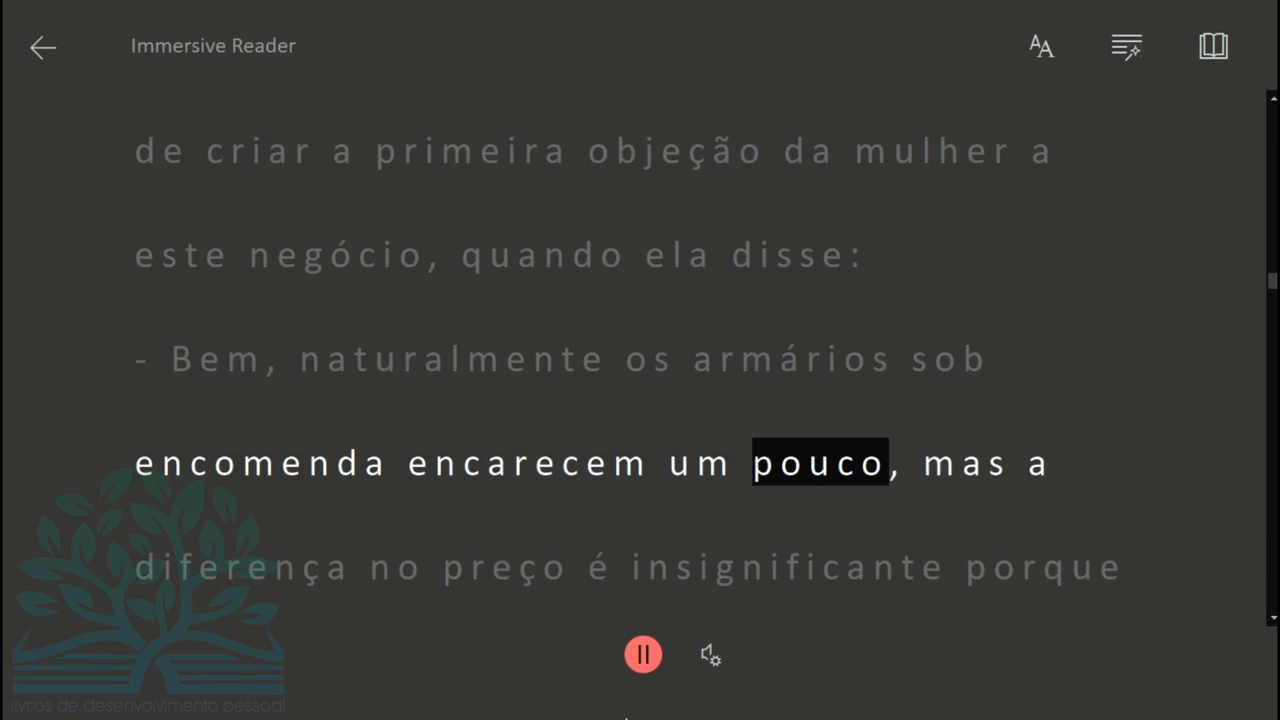 Immersive Reader
de criar a primeira objeção da mulher a
este negócio, quando ela disse:
- Bem, naturalmente os armários sob
encomenda encarecem um pouco, mas a
diferença no preço é insignificante porque
livros de desenvolvimento pessoal